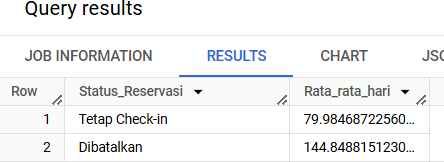 Query results
JOB INFORMATION RESULTS CHART JSC
Row Status_Reservasi Rata_rata_hari
1 Tetap Check-in 79.98468722560...
2 Dibatalkan 144.8488151230...